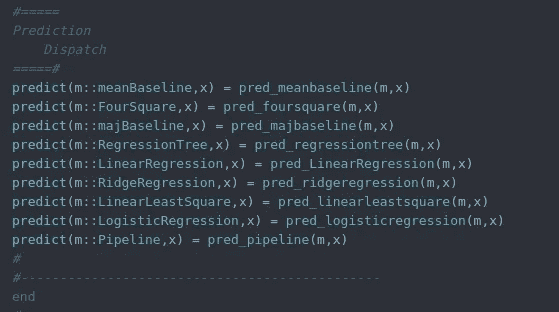 #=====
Prediction
    Dispatch
=====#
predict(m::meanBaseline,x) = pred_meanbaseline(m,x)
predict(m::FourSquare,x) = pred_foursquare(m,x)
predict(m::majBaseline,x) = pred_majbaseline(m,x)
predict(m::RegressionTree,x) = pred_regressiontree(m,x)
predict(m::LinearRegression,x) = pred_LinearRegression(m,x)
predict(m::RidgeRegression,x) = pred_ridgeregression(m,x)
predict(m::LinearLeastSquare,x) = pred_linearleastsquare(m,x)
predict(m::LogisticRegression,x) = pred_logisticregression(m,x)
predict(m::Pipeline,x) = pred_pipeline(m,x)
#
#----------------------------------------------
end